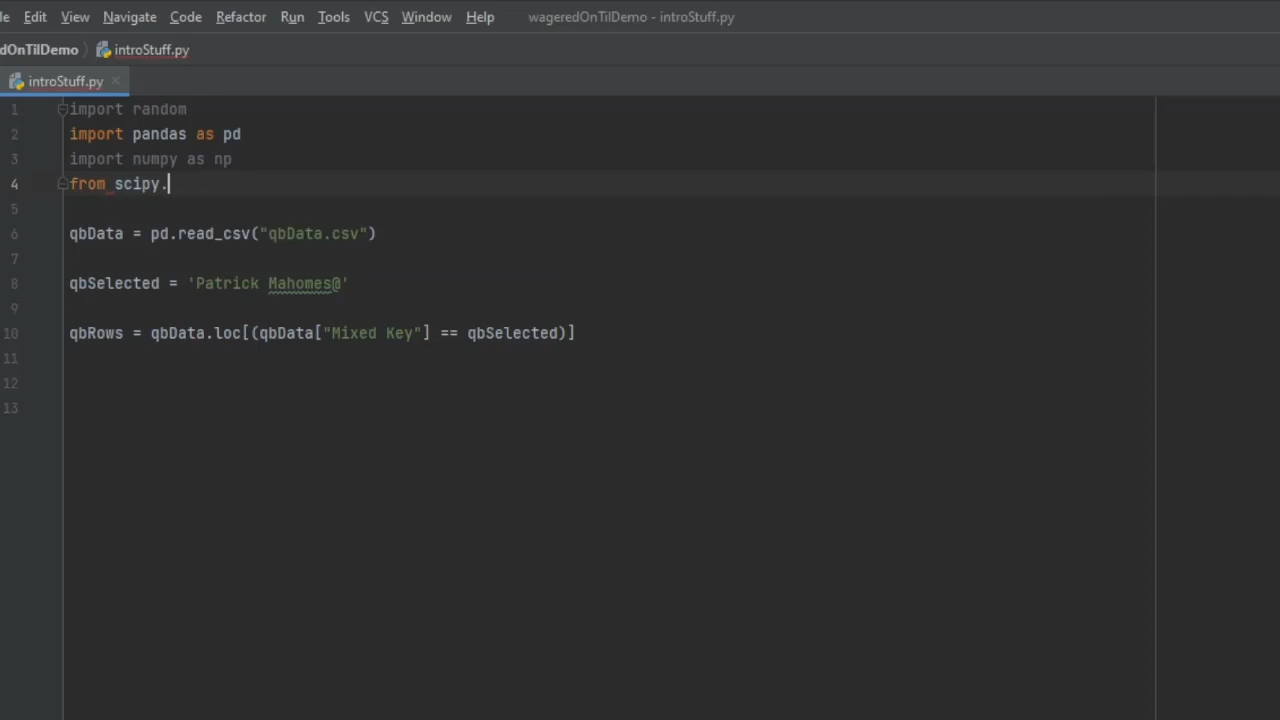 le Edit View Navigate Code Refactor Run Tools VCS Window Help wageredOnTilDemo - introStuff.py
dOnTilDemo introStuff.py
introStuff.py
1 import random
2 import pandas as pd
3 import numpy as np
4 from scipy.
5
6 qbData = pd.read_csv("qbData.csv")
7
8 qbSelected = 'Patrick Mahomes@'
9
10 qbRows = qbData.loc[(qbData["Mixed Key"] == qbSelected)]
11
12
13